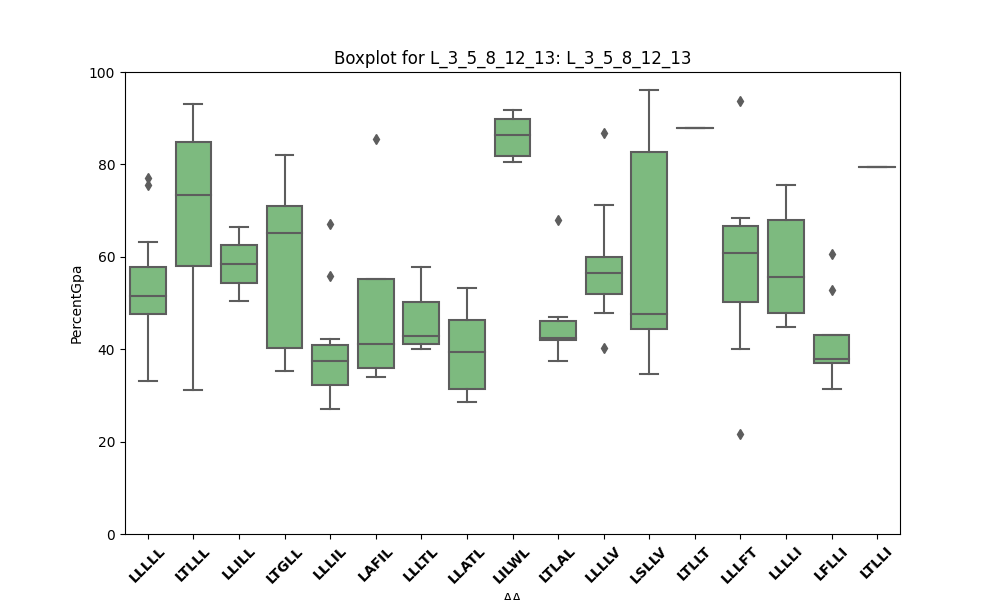 Boxplot for L_3_5_8_12_13: L_3_5_8_12_13
PercentGpa
100
80
60
40
20
0
LLLLL
LTLLL
LLILL
LTGLL
LLLIL
LAFIL
LLLTL
LLATL
LILWL
LTLAL
LLLLV
LSLLV
LTLLT
LLLFT
LLLLI
LFLLI
LTLLI
AA